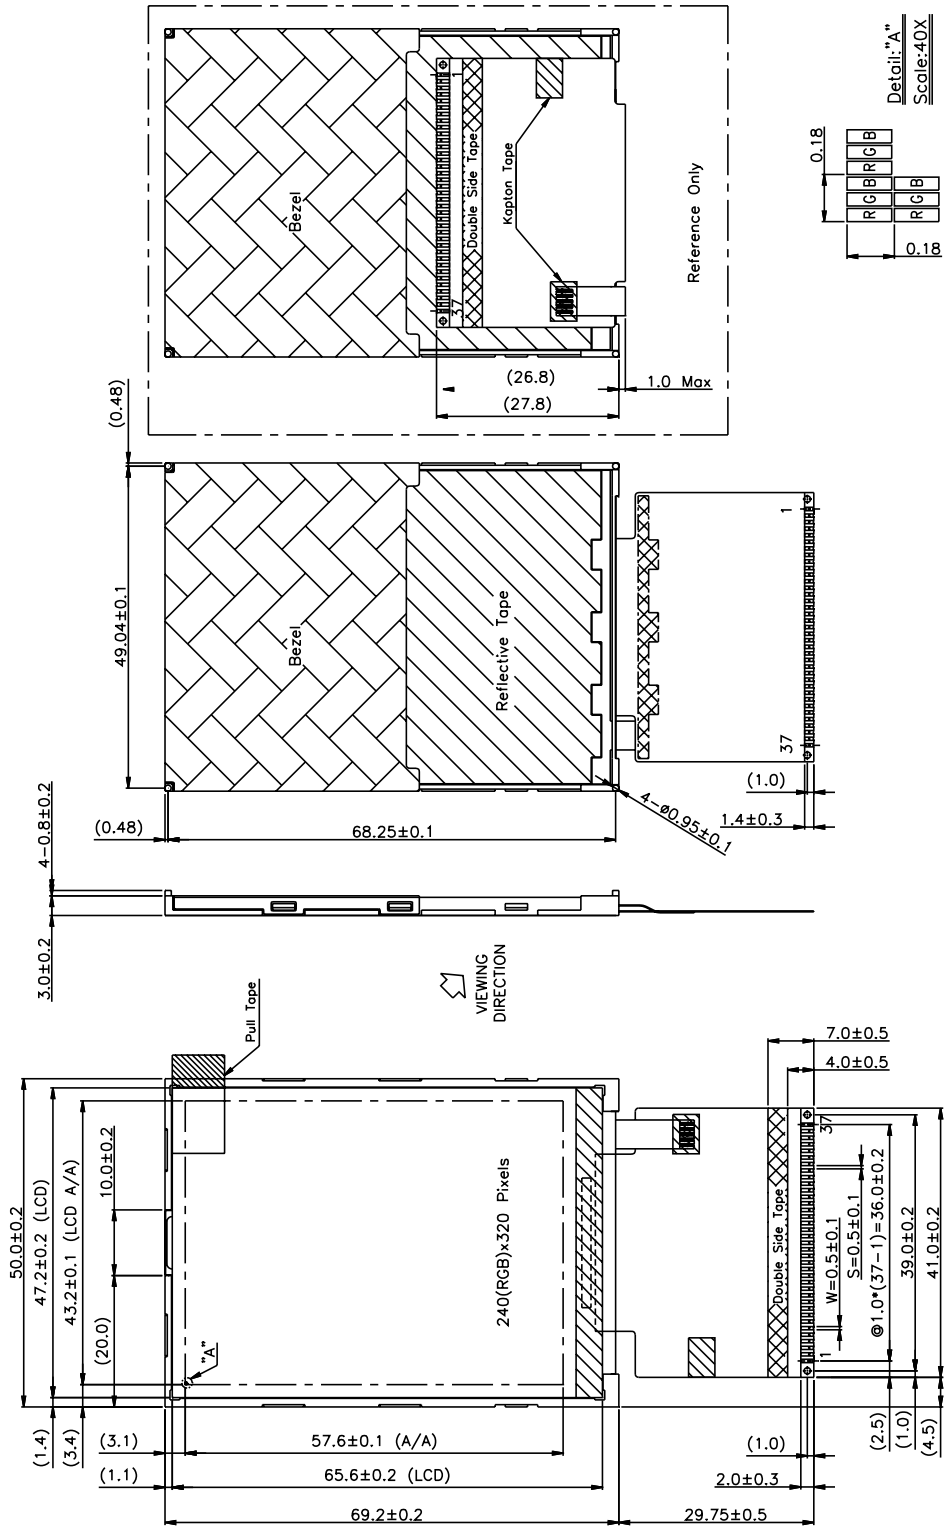 Detail:"A"
Scale:40X
0.18
0.18
R G B R G B
R G B
Bezel
1
37
Double Side Tape
Kapton Tape
Reference Only
(26.8)
(27.8)
1.0 Max
(0.48)
49.04±0.1
Bezel
Reflective Tape
1
37
(0.48)
68.25±0.1
4-ø0.95±0.1
(1.0)
1.4±0.3
4-0.8±0.2
3.0±0.2
VIEWING
DIRECTION
Pull Tape
50.0±0.2
47.2±0.2 (LCD)
43.2±0.1 (LCD A/A)
10.0±0.2
(20.0)
"A"
240(RGB)x320 Pixels
(1.4)
(3.4)
(3.1)
57.6±0.1 (A/A)
(1.1)
65.6±0.2 (LCD)
69.2±0.2
7.0±0.5
4.0±0.5
37
Double Side Tape
1
W=0.5±0.1
S=0.5±0.1
@1.0*(37-1)=36.0±0.2
39.0±0.2
41.0±0.2
(2.5)
(1.0)
(4.5)
(1.0)
2.0±0.3
29.75±0.5